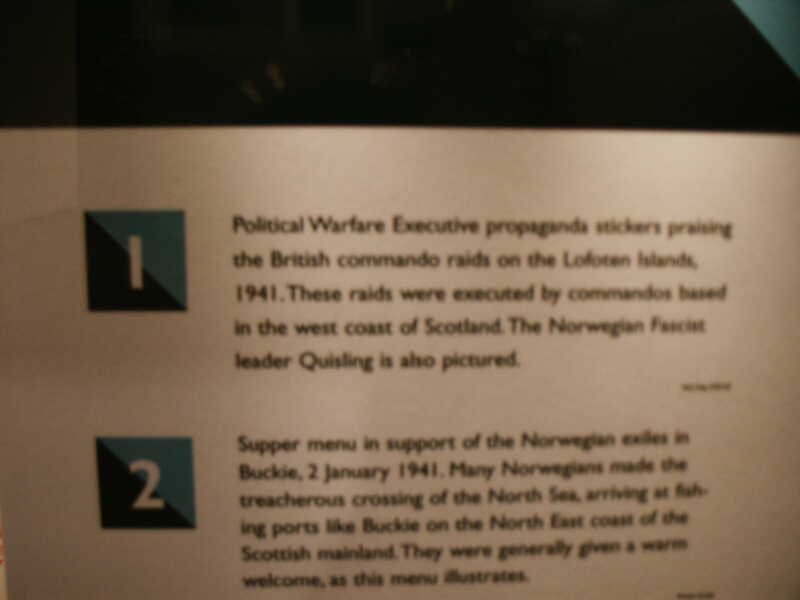 1
Political Warfare Executive propaganda stickers praising
the British commando raids on the Lofoten Islands,
1941. These raids were executed by commandos based
in the west coast of Scotland. The Norwegian Fascist
leader Quisling is also pictured.
2
Supper menu in support of the Norwegian exiles in
Buckie, 2 January 1941. Many Norwegians made the
treacherous crossing of the North Sea, arriving at fish-
ing ports like Buckie on the North East coast of the
Scottish mainland. They were generally given a warm
welcome, as this menu illustrates.